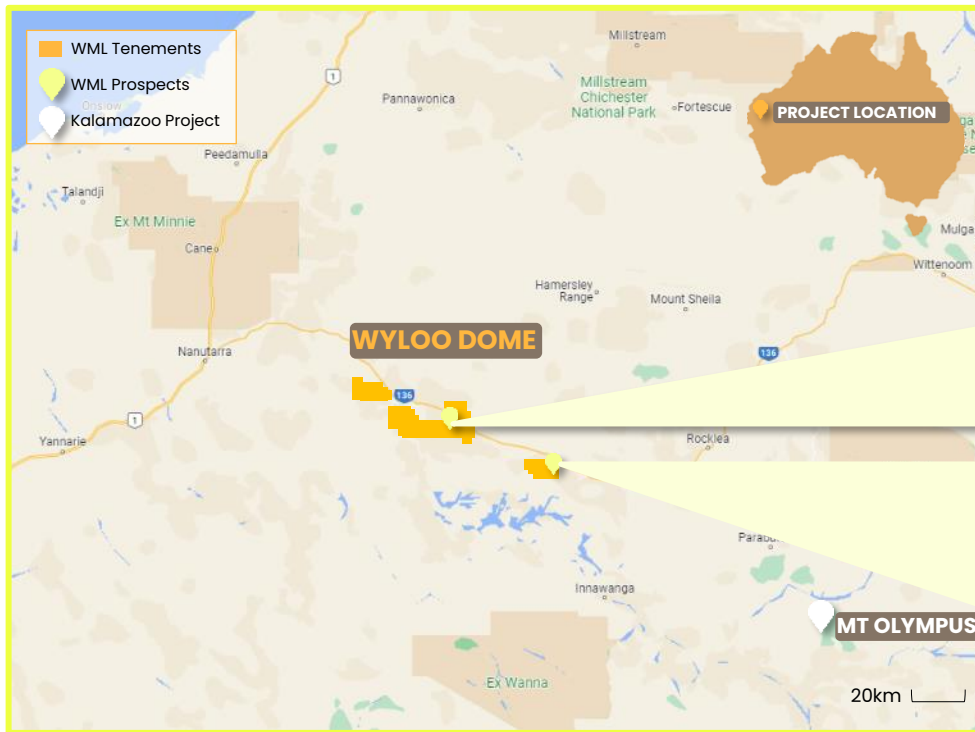 WML Tenements
WML Prospects
Onslow
Kalamazoo Project
Millstream
1
Pannawonica
Millstream
Chichester
National Park
Fortescue
PROJECT LOCATION
Peedamulla
Talandji
Ex Mt Minnie
Cane
Mulga
Wittenoom
Hamersley
Range
Mount Sheila
WYLOO DOME
Nanutarra
136
136
1
Yannarie
Rocklea
Innawanga
MT OLYMPUS
Ex Wanna
20km